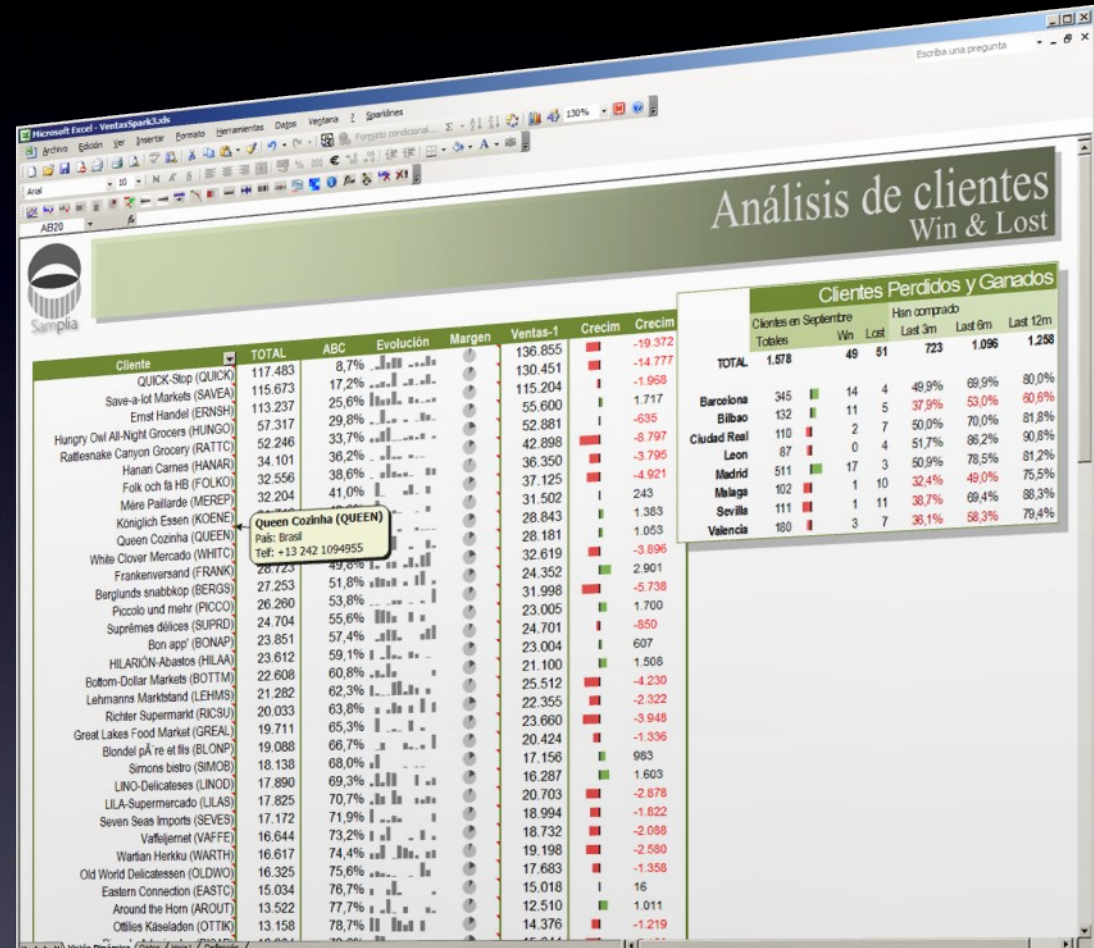 Microsoft Excel - VentasSpark3.xls
Escriba una pregunta
Archivo Edición Ver Insertar Formato Herramientas Datos Ventana ? Sparklines
Formato condicional... 130%
Arial 10 N K S
AB20 fx
Análisis de clientes
Win & Lost
Samplia
Cliente TOTAL ABC Evolución Margen Ventas-1 Crecim Crecim
QUICK-Stop (QUICK) 117.483 8,7% 136.855 -19.372
Save-a-lot Markets (SAVEA) 115.673 17,2% 130.451 -14.777
Ernst Handel (ERNSH) 113.237 25,6% 115.204 -1.968
Hungry Owl All-Night Grocers (HUNGO) 57.317 29,8% 55.600 1.717
Rattlesnake Canyon Grocery (RATTC) 52.246 33,7% 52.881 -635
Hanari Carnes (HANAR) 34.101 36,2% 42.898 -8.797
Folk och fä HB (FOLKO) 32.556 38,6% 36.350 -3.795
Mère Paillarde (MEREP) 32.204 41,0% 37.125 -4.921
Königlich Essen (KOENE) 31.502 243
Queen Cozinha (QUEEN) 28.843 1.383
White Clover Mercado (WHITC) 28.181 1.053
Frankenversand (FRANK) 28.723 49,8% 32.619 -3.896
Berglunds snabbköp (BERGS) 27.253 51,8% 24.352 2.901
Piccolo und mehr (PICCO) 26.260 53,8% 31.998 -5.738
Suprêmes délices (SUPRD) 24.704 55,6% 23.005 1.700
Bon app' (BONAP) 23.851 57,4% 24.701 -850
HILARIÓN-Abastos (HILAA) 23.612 59,1% 23.004 607
Bottom-Dollar Markets (BOTTM) 22.608 60,8% 21.100 1.508
Lehmanns Marktstand (LEHMS) 21.282 62,3% 25.512 -4.230
Richter Supermarkt (RICSU) 20.033 63,8% 22.355 -2.322
Great Lakes Food Market (GREAL) 19.711 65,3% 23.660 -3.948
Blondel pÃ¨re et fils (BLONP) 19.088 66,7% 20.424 -1.336
Simons bistro (SIMOB) 18.138 68,0% 17.156 983
LINO-Delicateses (LINOD) 17.890 69,3% 16.287 1.603
LILA-Supermercado (LILAS) 17.825 70,7% 20.703 -2.878
Seven Seas Imports (SEVES) 17.172 71,9% 18.994 -1.822
Vaffeljernet (VAFFE) 16.644 73,2% 18.732 -2.088
Wartian Herkku (WARTH) 16.617 74,4% 19.198 -2.580
Old World Delicatessen (OLDWO) 16.325 75,6% 17.683 -1.358
Eastern Connection (EASTC) 15.034 76,7% 15.018 16
Around the Horn (AROUT) 13.522 77,7% 12.510 1.011
Ottilies Käseladen (OTTIK) 13.158 78,7% 14.376 -1.219
Queen Cozinha (QUEEN)
País: Brasil
Telf: +13 242 1094955
Clientes Perdidos y Ganados
Clientes en Septiembre Han comprado
Totales Win Lost Last 3m Last 6m Last 12m
TOTAL 1.578 49 51 723 1.096 1.258
Barcelona 345 14 4 49,9% 69,9% 80,0%
Bilbao 132 11 5 37,9% 53,0% 60,6%
Ciudad Real 110 2 7 50,0% 70,0% 81,8%
Leon 87 0 4 51,7% 86,2% 90,8%
Madrid 511 17 3 50,9% 78,5% 81,2%
Malaga 102 1 10 32,4% 49,0% 75,5%
Sevilla 111 1 11 38,7% 69,4% 88,3%
Valencia 180 3 7 36,1% 58,3% 79,4%
Visión Dinámica / Datos / Hoja1 / Definición